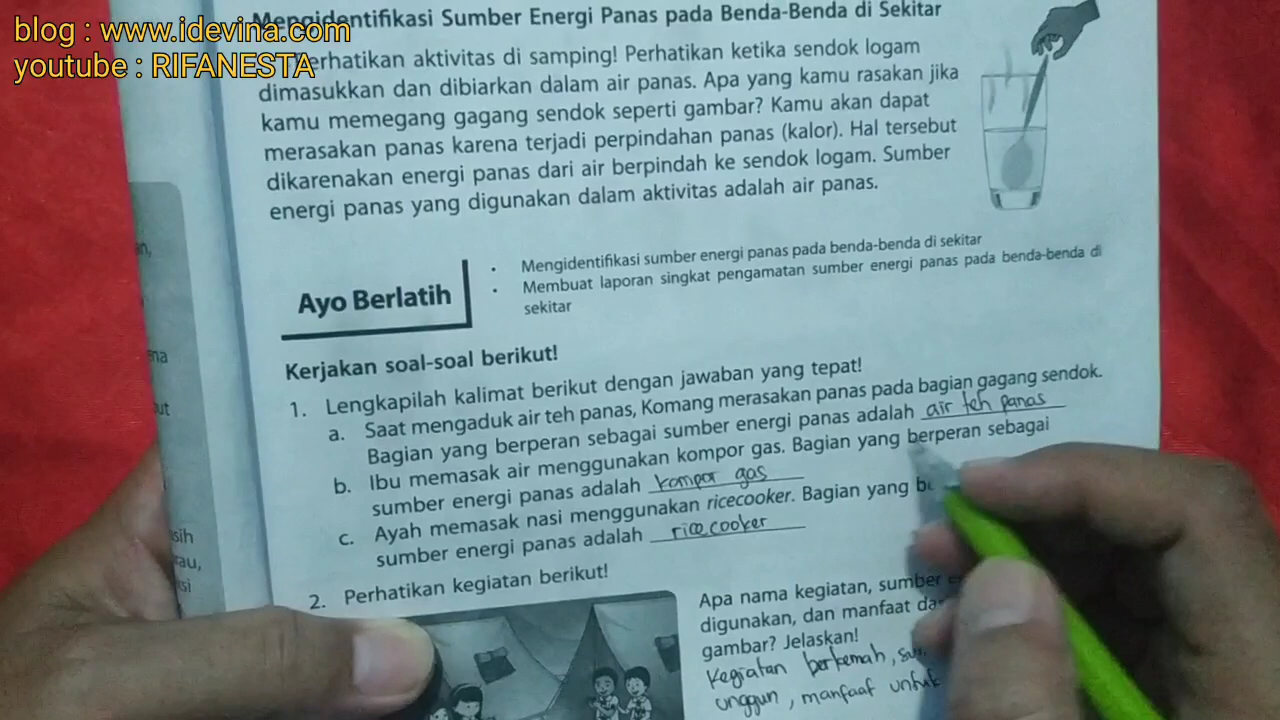 blog : www.idevina.com
youtube : RIFANESTA
Mengidentifikasi Sumber Energi Panas pada Benda-Benda di Sekitar
erhatikan aktivitas di samping! Perhatikan ketika sendok logam
dimasukkan dan dibiarkan dalam air panas. Apa yang kamu rasakan jika
kamu memegang gagang sendok seperti gambar? Kamu akan dapat
merasakan panas karena terjadi perpindahan panas (kalor). Hal tersebut
dikarenakan energi panas dari air berpindah ke sendok logam. Sumber
energi panas yang digunakan dalam aktivitas adalah air panas.
Ayo Berlatih
• Mengidentifikasi sumber energi panas pada benda-benda di sekitar
• Membuat laporan singkat pengamatan sumber energi panas pada benda-benda di
sekitar
Kerjakan soal-soal berikut!
1. Lengkapilah kalimat berikut dengan jawaban yang tepat!
a. Saat mengaduk air teh panas, Komang merasakan panas pada bagian gagang sendok.
Bagian yang berperan sebagai sumber energi panas adalah air teh panas
b. Ibu memasak air menggunakan kompor gas. Bagian yang berperan sebagai
sumber energi panas adalah kompor gas
c. Ayah memasak nasi menggunakan ricecooker. Bagian yang
sumber energi panas adalah ricecooker
2. Perhatikan kegiatan berikut!
Apa nama kegiatan, sumber
digunakan, dan manfaat
gambar? Jelaskan!
Kegiatan berkemah,
unggun, manfaat untuk